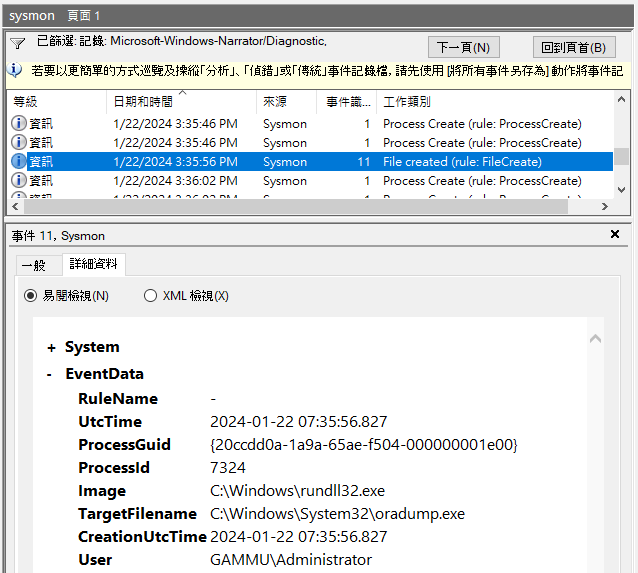 sysmon 頁面 1
已篩選: 記錄: Microsoft-Windows-Narrator/Diagnostic,
下一頁(N)
回到頁首(B)
若要以更簡單的方式巡覽及操縱「分析」、「偵錯」或「傳統」事件記錄檔, 請先使用 [將所有事件另存為] 動作將事件記
等級 日期和時間 來源 事件識... 工作類別
資訊 1/22/2024 3:35:46 PM Sysmon 1 Process Create (rule: ProcessCreate)
資訊 1/22/2024 3:35:46 PM Sysmon 1 Process Create (rule: ProcessCreate)
資訊 1/22/2024 3:35:56 PM Sysmon 11 File created (rule: FileCreate)
資訊 1/22/2024 3:36:02 PM Sysmon 1 Process Create (rule: ProcessCreate)
事件 11, Sysmon
一般 詳細資料
易閱檢視(N) XML 檢視(X)
+ System
- EventData
RuleName -
UtcTime 2024-01-22 07:35:56.827
ProcessGuid {20ccdd0a-1a9a-65ae-f504-000000001e00}
ProcessId 7324
Image C:\Windows\rundll32.exe
TargetFilename C:\Windows\System32\oradump.exe
CreationUtcTime 2024-01-22 07:35:56.827
User GAMMU\Administrator